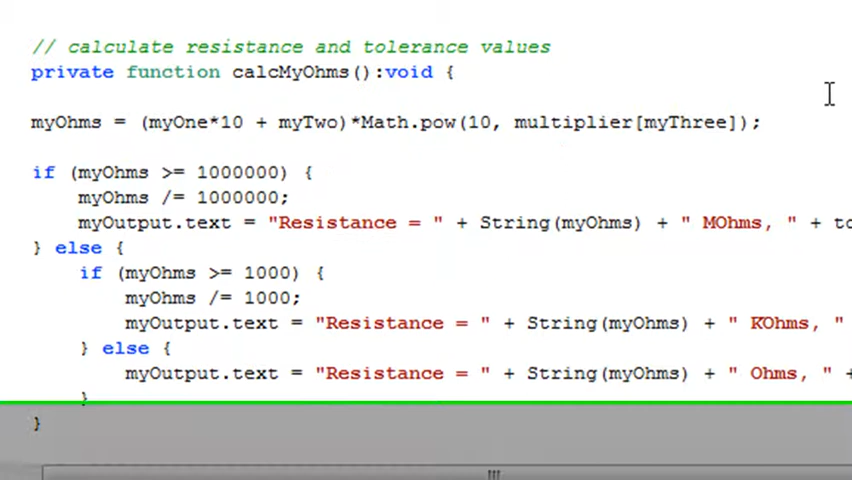 // calculate resistance and tolerance values
private function calcMyOhms():void {
myOhms = (myOne*10 + myTwo)*Math.pow(10, multiplier[myThree]);
if (myOhms >= 1000000) {
myOhms /= 1000000;
myOutput.text = "Resistance = " + String(myOhms) + " MOhms, " + to
} else {
if (myOhms >= 1000) {
myOhms /= 1000;
myOutput.text = "Resistance = " + String(myOhms) + " KOhms, "
} else {
myOutput.text = "Resistance = " + String(myOhms) + " Ohms, " +
}
}